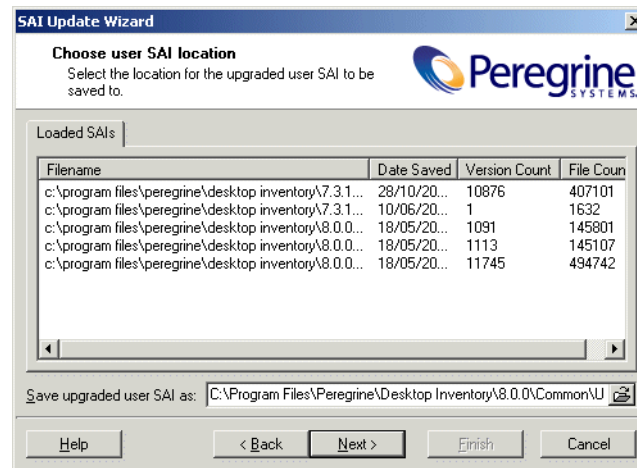 SAI Update Wizard
Choose user SAI location
Select the location for the upgraded user SAI to be
saved to.
Peregrine
SYSTEMS
Loaded SAIs
Filename Date Saved Version Count File Coun
c:\program files\peregrine\desktop inventory\7.3.1... 28/10/20... 10876 407101
c:\program files\peregrine\desktop inventory\7.3.1... 10/06/20... 1 1632
c:\program files\peregrine\desktop inventory\8.0.0... 18/05/20... 1091 145801
c:\program files\peregrine\desktop inventory\8.0.0... 18/05/20... 1113 145107
c:\program files\peregrine\desktop inventory\8.0.0... 18/05/20... 11745 494742
Save upgraded user SAI as: C:\Program Files\Peregrine\Desktop Inventory\8.0.0\Common\U
Help < Back Next > Finish Cancel